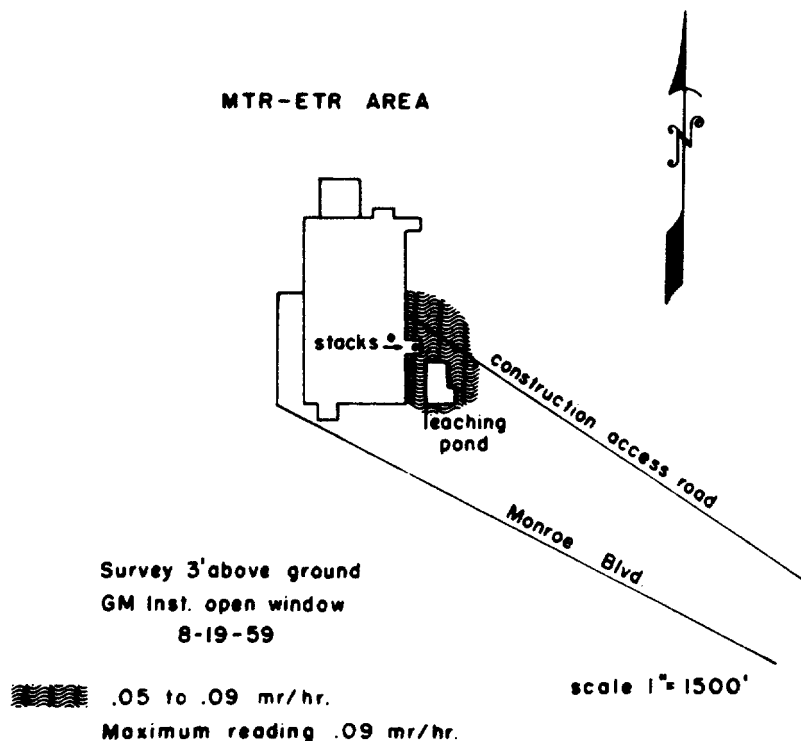 MTR-ETR AREA
N
stacks
construction access road
leaching
pond
Monroe Blvd.
Survey 3' above ground
GM Inst. open window
8-19-59
.05 to .09 mr/hr.
Maximum reading .09 mr/hr.
scale 1"= 1500'